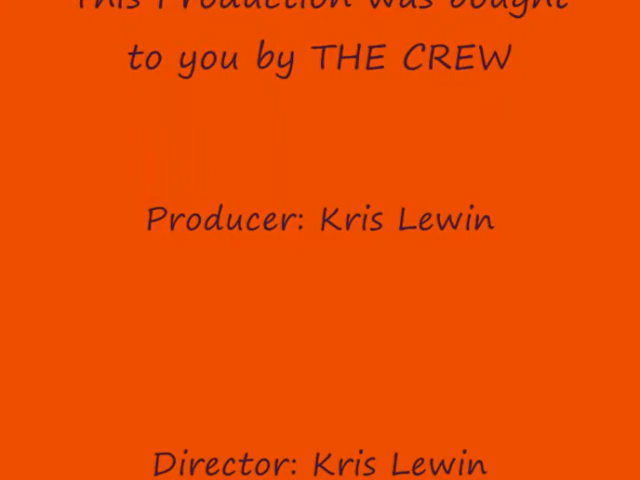 This Production was bought
to you by THE CREW
Producer: Kris Lewin
Director: Kris Lewin